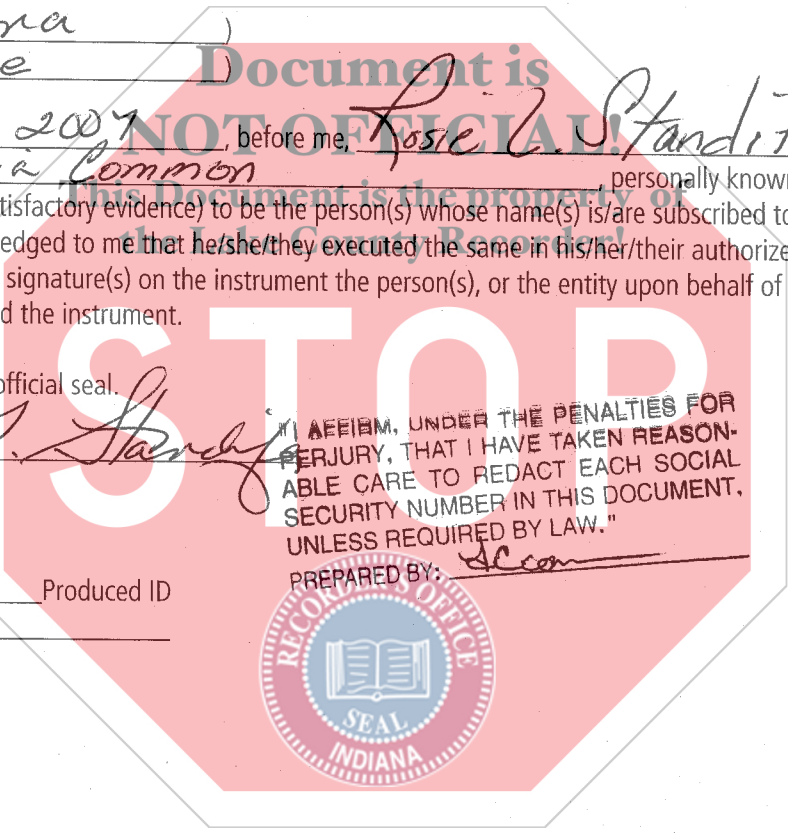 na )
e )
Document is
2007, before me, Rosie L. Standi
NOT OFFICIAL!
a Common, personally known
This Document is the property of
tisfactory evidence) to be the person(s) whose name(s) is/are subscribed to
edged to me that he/she/they executed the same in his/her/their authorize
the Lake County Recorder!
signature(s) on the instrument the person(s), or the entity upon behalf of
d the instrument.
STOP
official seal.
"I AFFIRM, UNDER THE PENALTIES FOR
PERJURY, THAT I HAVE TAKEN REASON-
ABLE CARE TO REDACT EACH SOCIAL
SECURITY NUMBER IN THIS DOCUMENT,
UNLESS REQUIRED BY LAW."
PREPARED BY:
Produced ID
RECORDER'S OFFICE
SEAL
INDIANA